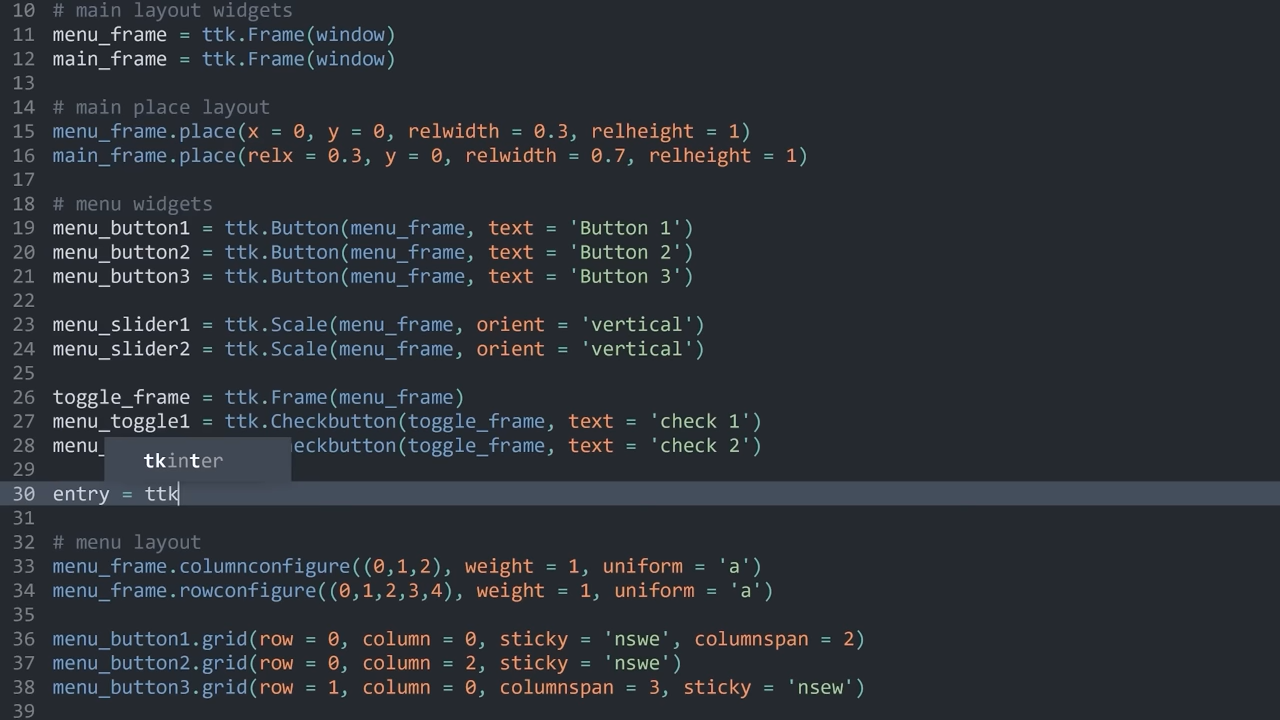 10 # main layout widgets
11 menu_frame = ttk.Frame(window)
12 main_frame = ttk.Frame(window)
13
14 # main place layout
15 menu_frame.place(x = 0, y = 0, relwidth = 0.3, relheight = 1)
16 main_frame.place(relx = 0.3, y = 0, relwidth = 0.7, relheight = 1)
17
18 # menu widgets
19 menu_button1 = ttk.Button(menu_frame, text = 'Button 1')
20 menu_button2 = ttk.Button(menu_frame, text = 'Button 2')
21 menu_button3 = ttk.Button(menu_frame, text = 'Button 3')
22
23 menu_slider1 = ttk.Scale(menu_frame, orient = 'vertical')
24 menu_slider2 = ttk.Scale(menu_frame, orient = 'vertical')
25
26 toggle_frame = ttk.Frame(menu_frame)
27 menu_toggle1 = ttk.Checkbutton(toggle_frame, text = 'check 1')
28 menu_ heckbutton(toggle_frame, text = 'check 2')
tkinter
29
30 entry = ttk
31
32 # menu layout
33 menu_frame.columnconfigure((0,1,2), weight = 1, uniform = 'a')
34 menu_frame.rowconfigure((0,1,2,3,4), weight = 1, uniform = 'a')
35
36 menu_button1.grid(row = 0, column = 0, sticky = 'nswe', columnspan = 2)
37 menu_button2.grid(row = 0, column = 2, sticky = 'nswe')
38 menu_button3.grid(row = 1, column = 0, columnspan = 3, sticky = 'nsew')
39